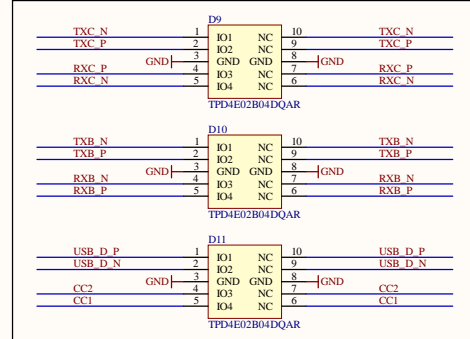 D9
TXC_N 1 IO1 NC 10 TXC_N
TXC_P 2 IO2 NC 9 TXC_P
GND 3 GND GND 8 GND
RXC_P 4 IO3 NC 7 RXC_P
RXC_N 5 IO4 NC 6 RXC_N
TPD4E02B04DQAR
D10
TXB_N 1 IO1 NC 10 TXB_N
TXB_P 2 IO2 NC 9 TXB_P
GND 3 GND GND 8 GND
RXB_N 4 IO3 NC 7 RXB_N
RXB_P 5 IO4 NC 6 RXB_P
TPD4E02B04DQAR
D11
USB_D_P 1 IO1 NC 10 USB_D_P
USB_D_N 2 IO2 NC 9 USB_D_N
GND 3 GND GND 8 GND
CC2 4 IO3 NC 7 CC2
CC1 5 IO4 NC 6 CC1
TPD4E02B04DQAR